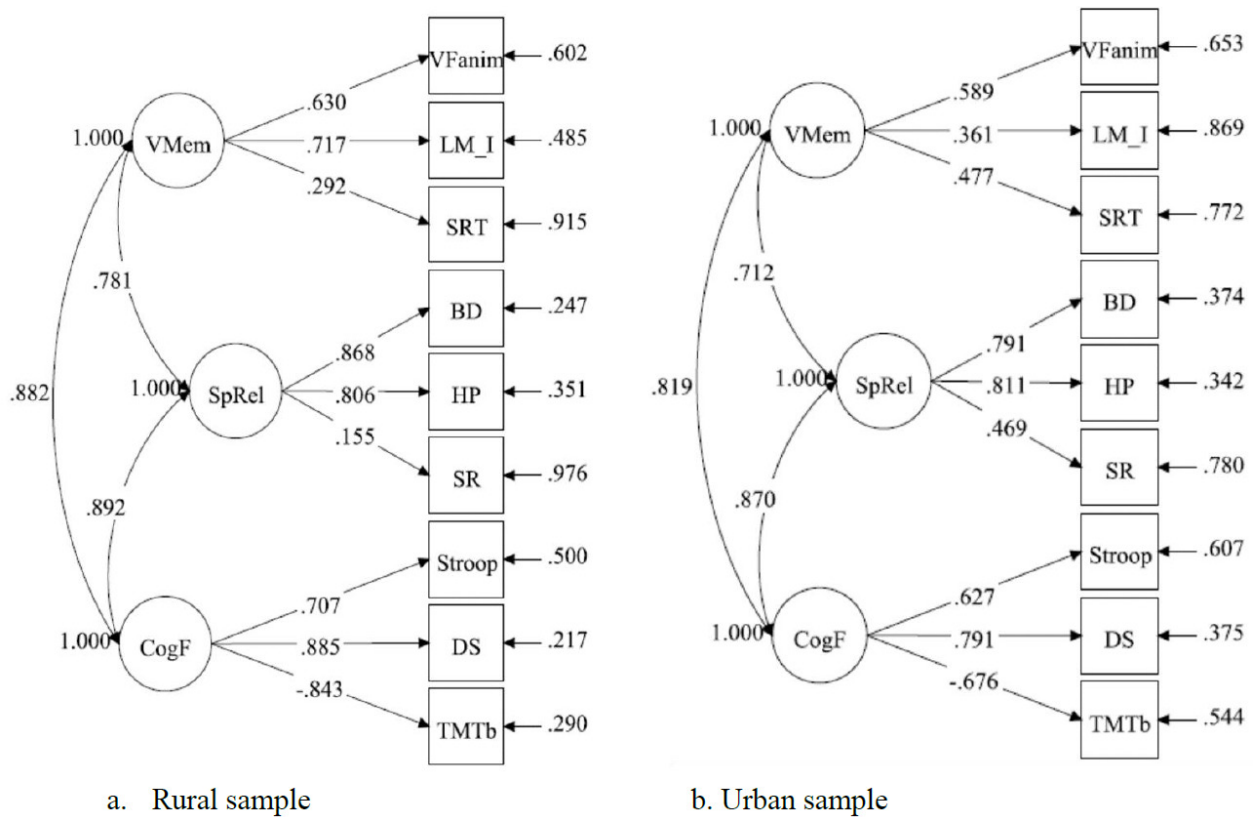 VFanim
.602
.630
1.000
VMem
.717
LM_I
.485
.292
SRT
.915
.781
BD
.247
.868
.882
1.000
SpRel
.806
HP
.351
.155
SR
.976
.892
Stroop
.500
.707
1.000
CogF
.885
DS
.217
-.843
TMTb
.290
a. Rural sample
VFanim
.653
.589
1.000
VMem
.361
LM_I
.869
.477
SRT
.772
.712
BD
.374
.791
.819
1.000
SpRel
.811
HP
.342
.469
SR
.780
.870
Stroop
.607
.627
1.000
CogF
.791
DS
.375
-.676
TMTb
.544
b. Urban sample